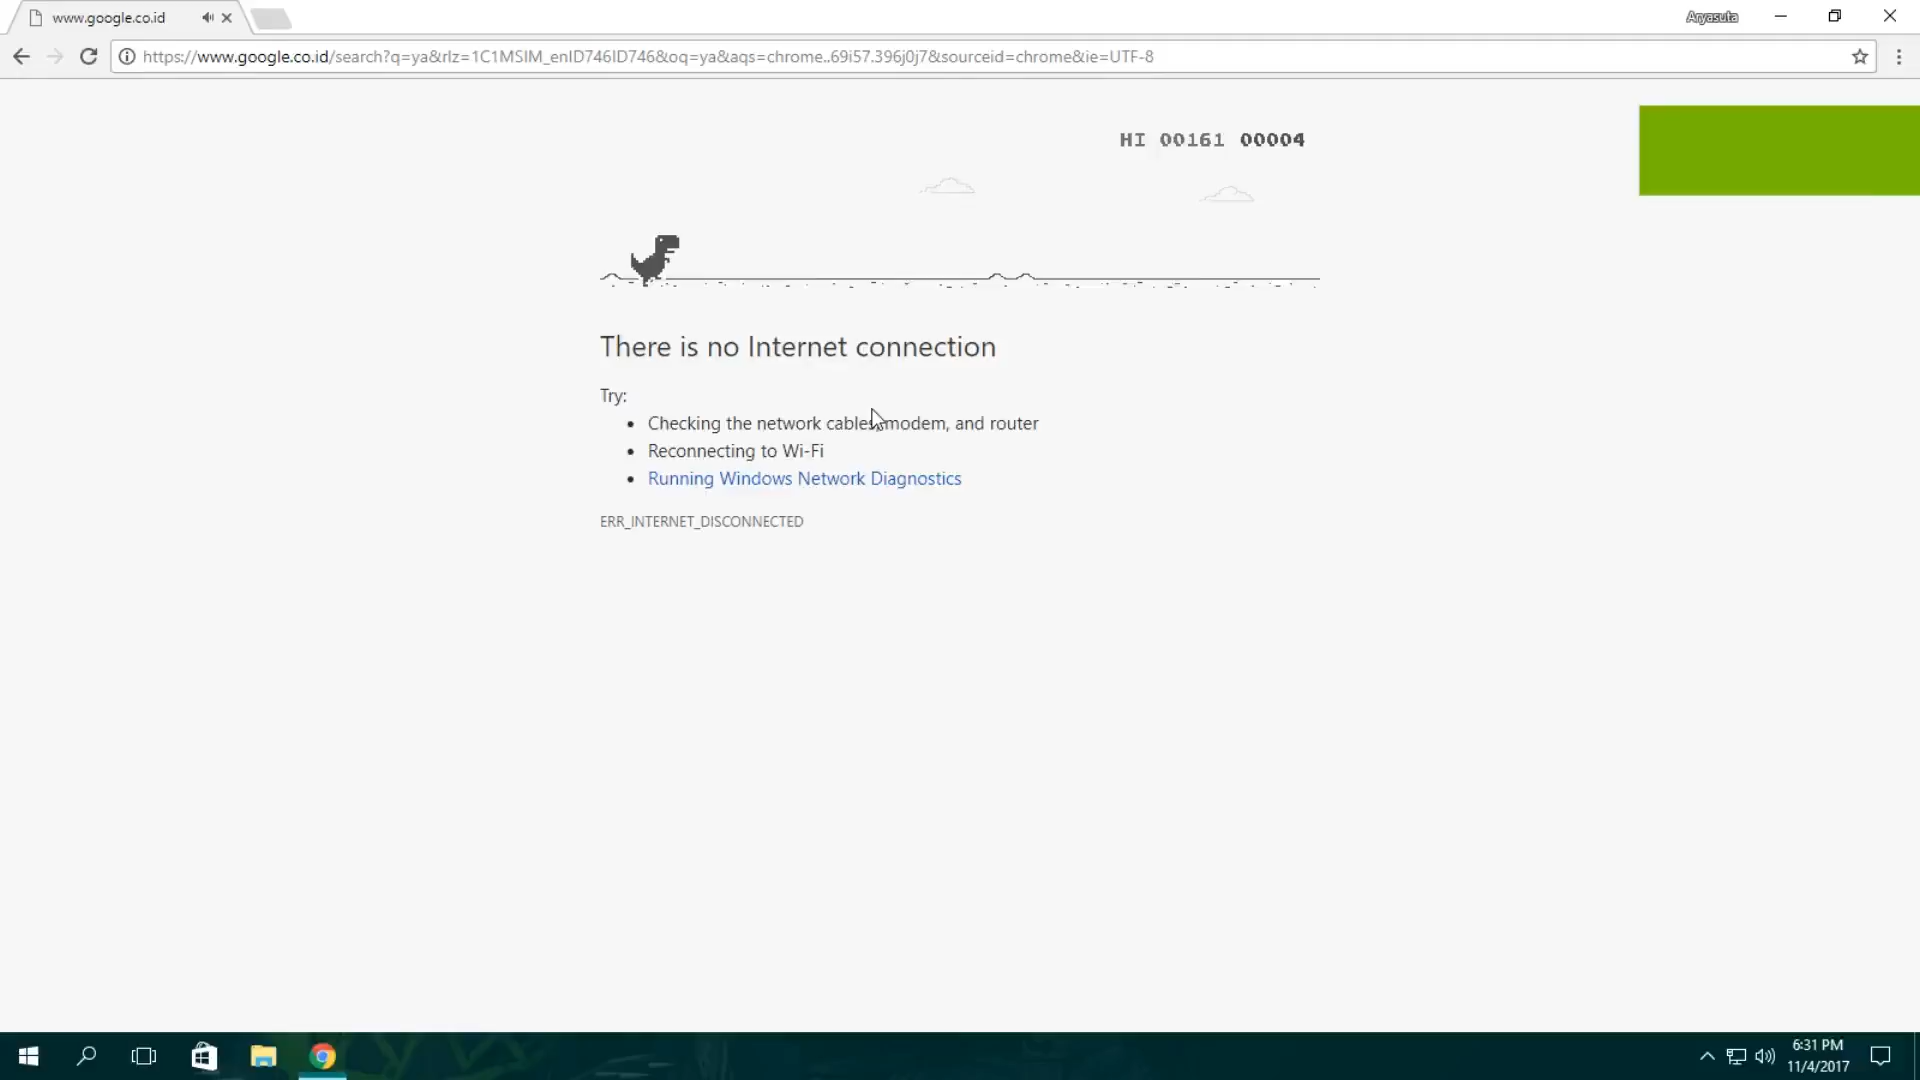 www.google.co.id
Aryasuta
https://www.google.co.id/search?q=ya&rlz=1C1MSIM_enID746ID746&oq=ya&aqs=chrome..69i57.396j0j7&sourceid=chrome&ie=UTF-8
HI 00161 00004
There is no Internet connection
Try:
Checking the network cables, modem, and router
Reconnecting to Wi-Fi
Running Windows Network Diagnostics
ERR_INTERNET_DISCONNECTED
6:31 PM
11/4/2017